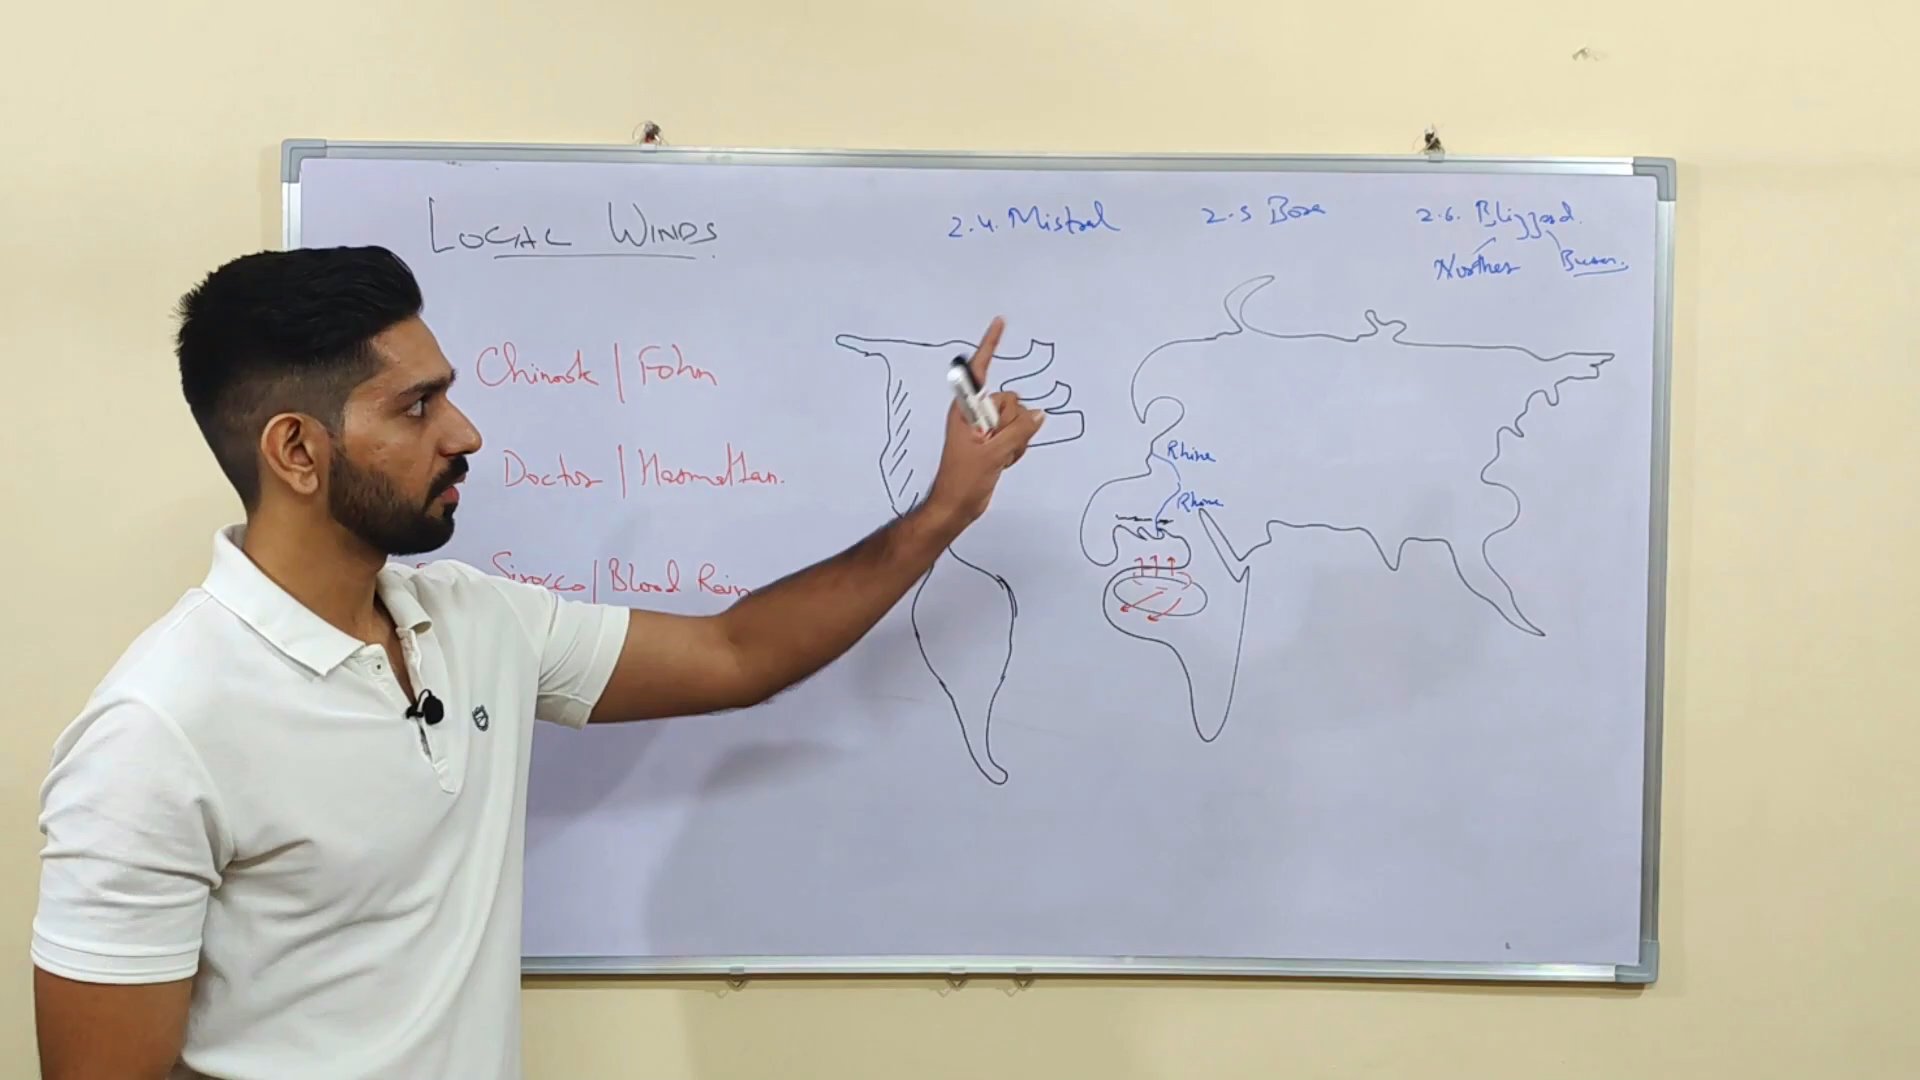 LOCAL WINDS
2.4. Mistral
2.5 Bora
2.6. Blizzard.
Norther
Buran.
Chinook | Föhn
Doctor | Harmattan.
Sirocco / Blood Rain
Rhine
Rhone